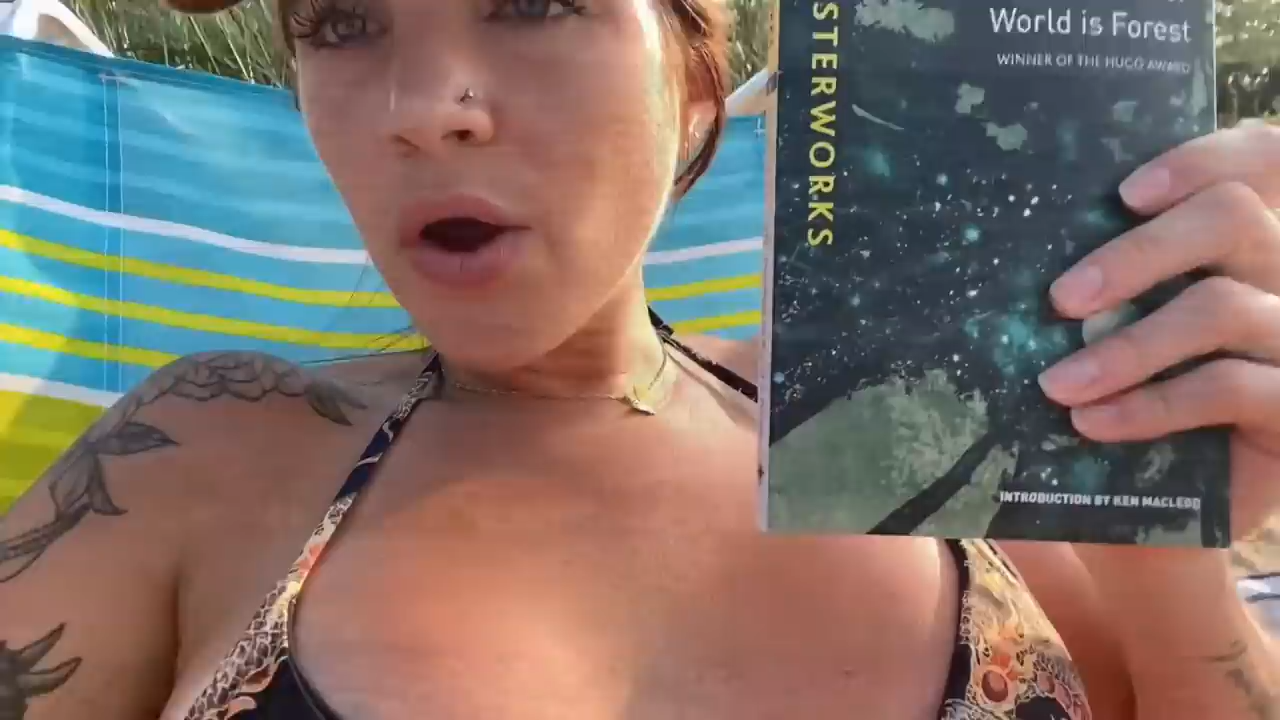 STERWORKS
World is Forest
WINNER OF THE HUGO AWARD
INTRODUCTION BY KEN MACLEOD